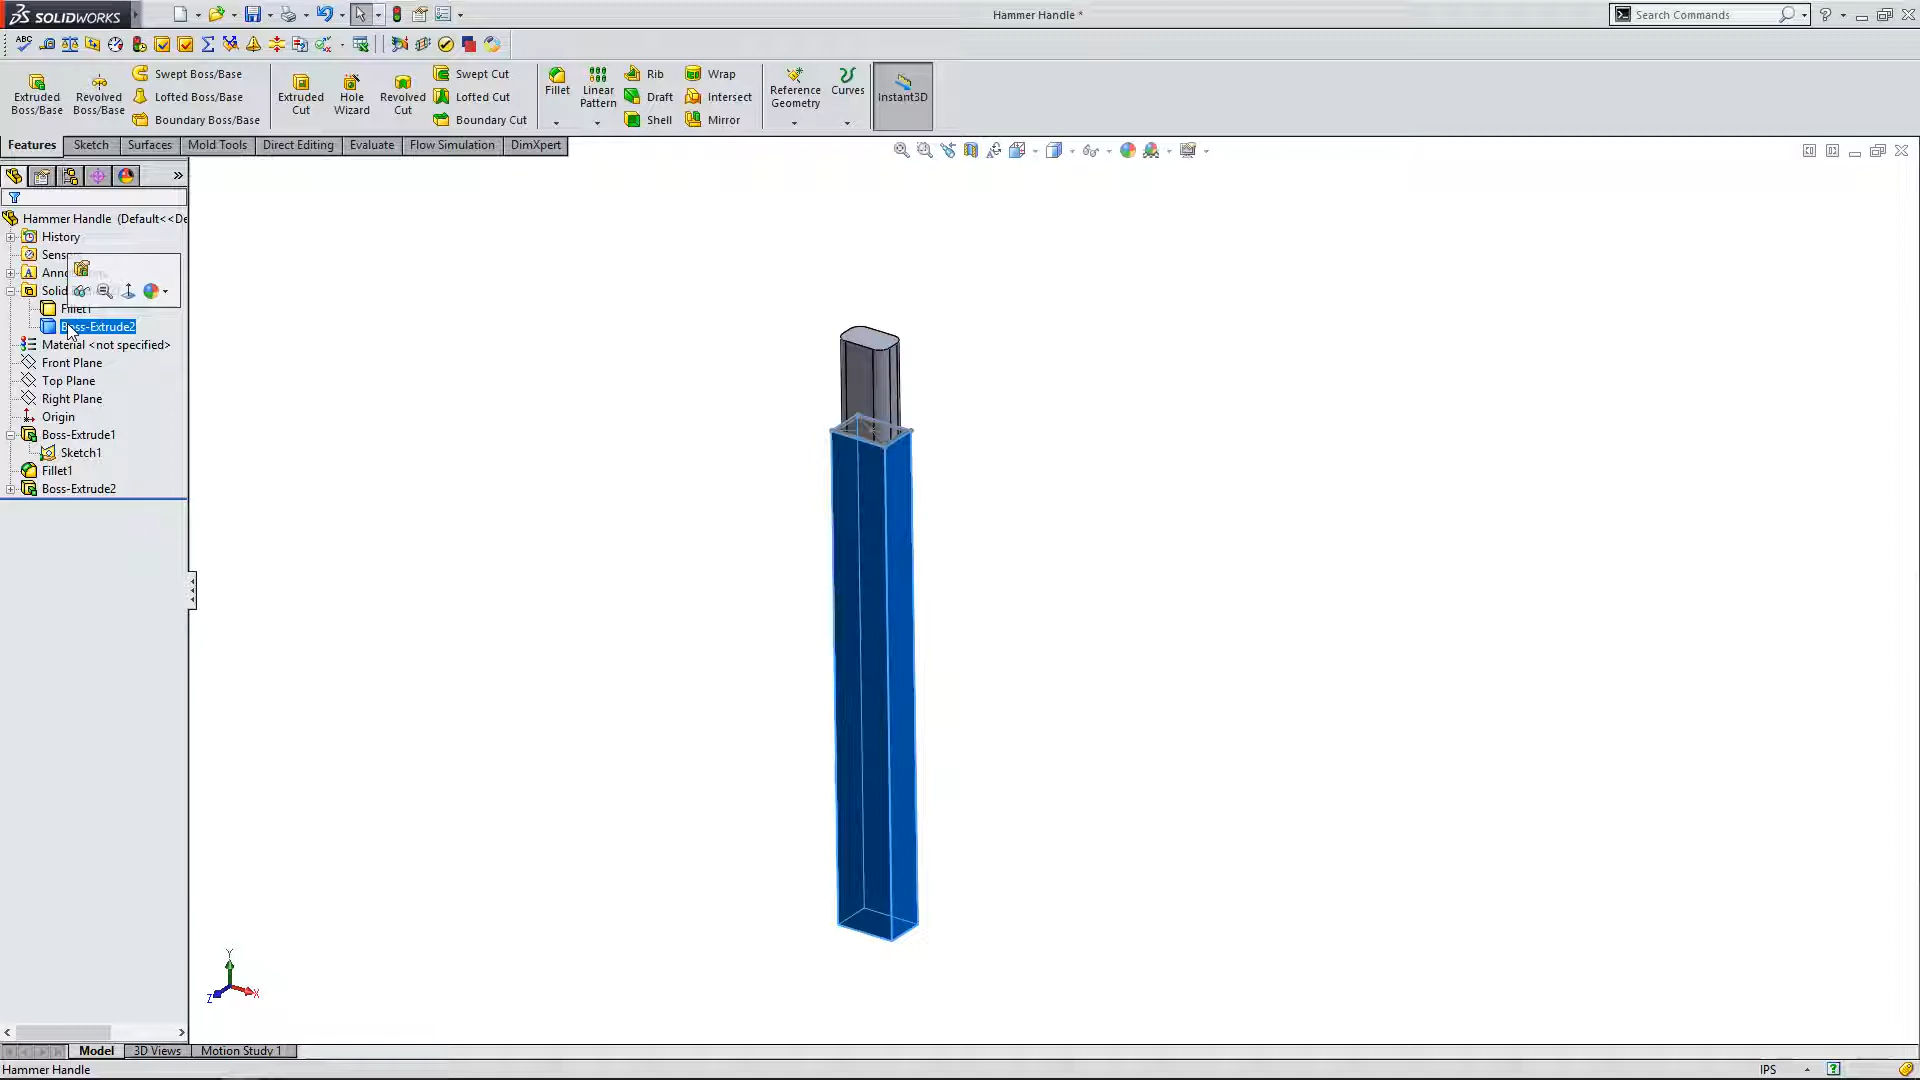 SOLIDWORKS
Hammer Handle *
Search Commands
?
ABC
Extruded Boss/Base
Revolved Boss/Base
Swept Boss/Base
Lofted Boss/Base
Boundary Boss/Base
Extruded Cut
Hole Wizard
Revolved Cut
Swept Cut
Lofted Cut
Boundary Cut
Fillet
Linear Pattern
Rib
Draft
Shell
Wrap
Intersect
Mirror
Reference Geometry
Curves
Instant3D
Features
Sketch
Surfaces
Mold Tools
Direct Editing
Evaluate
Flow Simulation
DimXpert
Hammer Handle (Default<<De
History
Sens
Anno
Solid
Fillet1
Boss-Extrude2
Material <not specified>
Front Plane
Top Plane
Right Plane
Origin
Boss-Extrude1
Sketch1
Fillet1
Boss-Extrude2
Y
Z
X
Model
3D Views
Motion Study 1
Hammer Handle
IPS
?